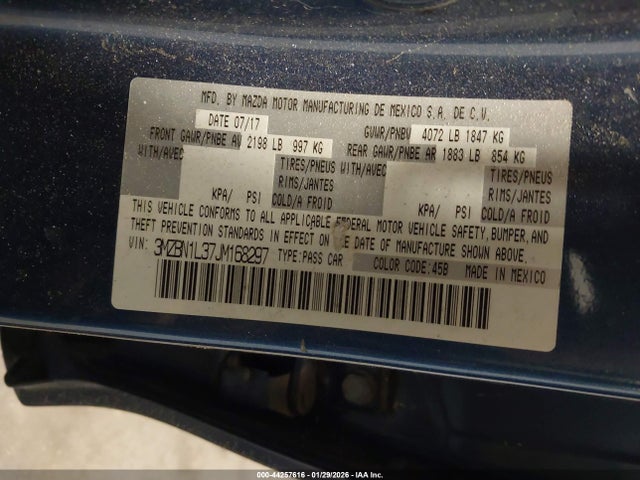 MFD. BY MAZDA MOTOR MANUFACTURING DE MEXICO S.A. DE C.V.
DATE 07/17 GVWR/PNBV 4072 LB 1847 KG
FRONT GAWR/PNBE AV 2198 LB 997 KG REAR GAWR/PNBE AR 1883 LB 854 KG
WITH/AVEC TIRES/PNEUS WITH/AVEC TIRES/PNEUS
RIMS/JANTES RIMS/JANTES
KPA/ PSI COLD/A FROID KPA/ PSI COLD/A FROID
THIS VEHICLE CONFORMS TO ALL APPLICABLE FEDERAL MOTOR VEHICLE SAFETY, BUMPER, AND
THEFT PREVENTION STANDARDS IN EFFECT ON THE DATE OF MANUFACTURE SHOWN ABOVE.
VIN: 3MZBN1L37JM168297 TYPE: PASS CAR COLOR CODE: 45B MADE IN MEXICO
000-44257616 - 01/29/2026 - IAA Inc.